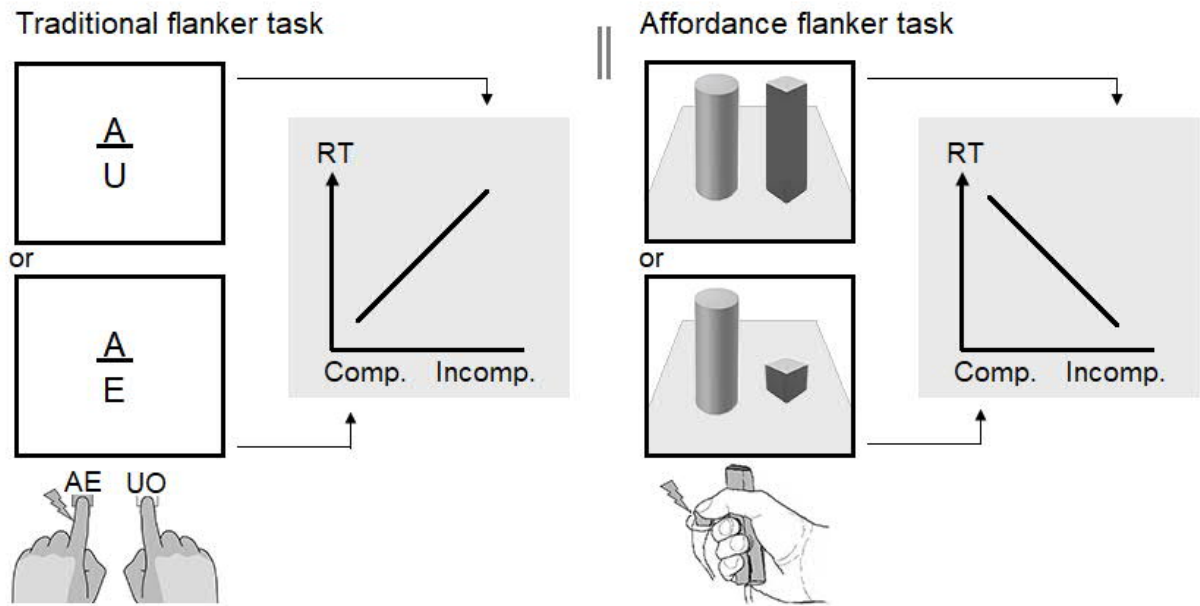 Traditional flanker task
A
U
or
A
E
AE UO
RT
Comp. Incomp.
Affordance flanker task
or
RT
Comp. Incomp.